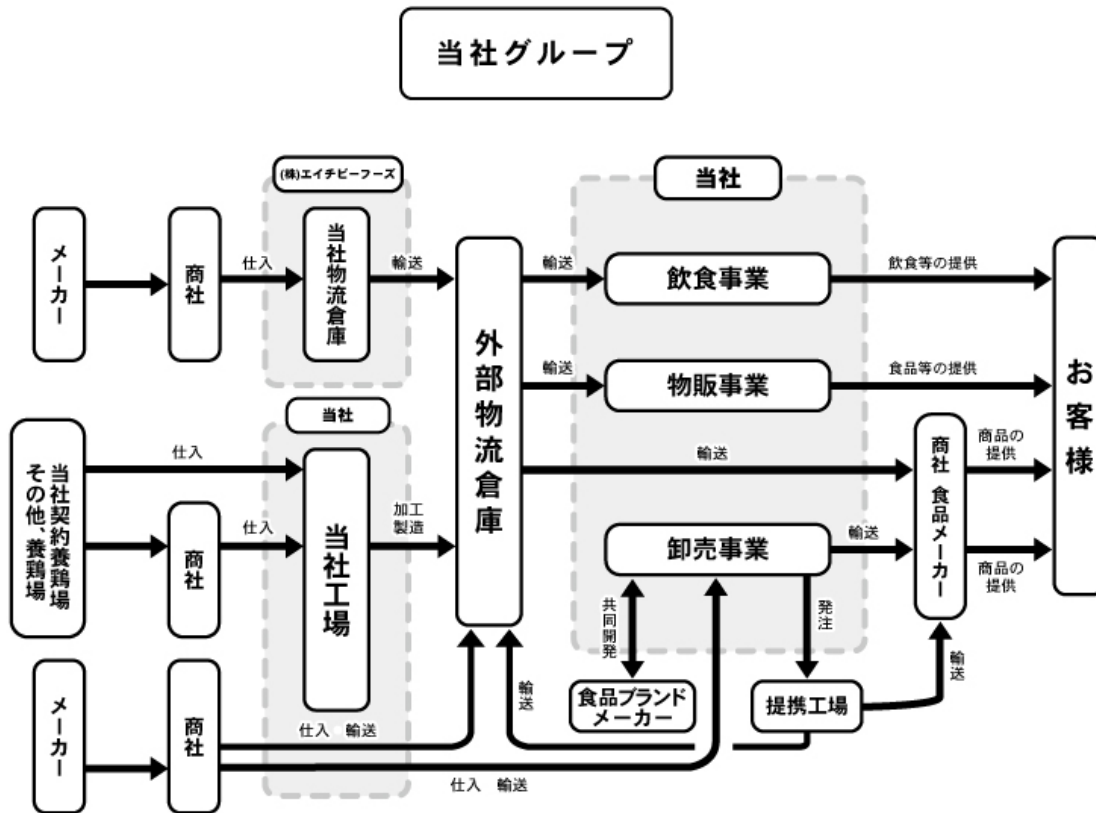 当社グループ
(株)エイチピーフーズ
当社
メーカー
商社
仕入
当社物流倉庫
輸送
外部物流倉庫
輸送
飲食事業
飲食等の提供
お客様
輸送
物販事業
食品等の提供
当社
当社契約養鶏場
その他、養鶏場
仕入
商社
仕入
当社工場
加工
製造
輸送
商社 食品メーカー
商品の
提供
卸売事業
輸送
商品の
提供
共同開発
発注
食品ブランド
メーカー
提携工場
輸送
輸送
メーカー
商社
仕入 輸送
仕入 輸送